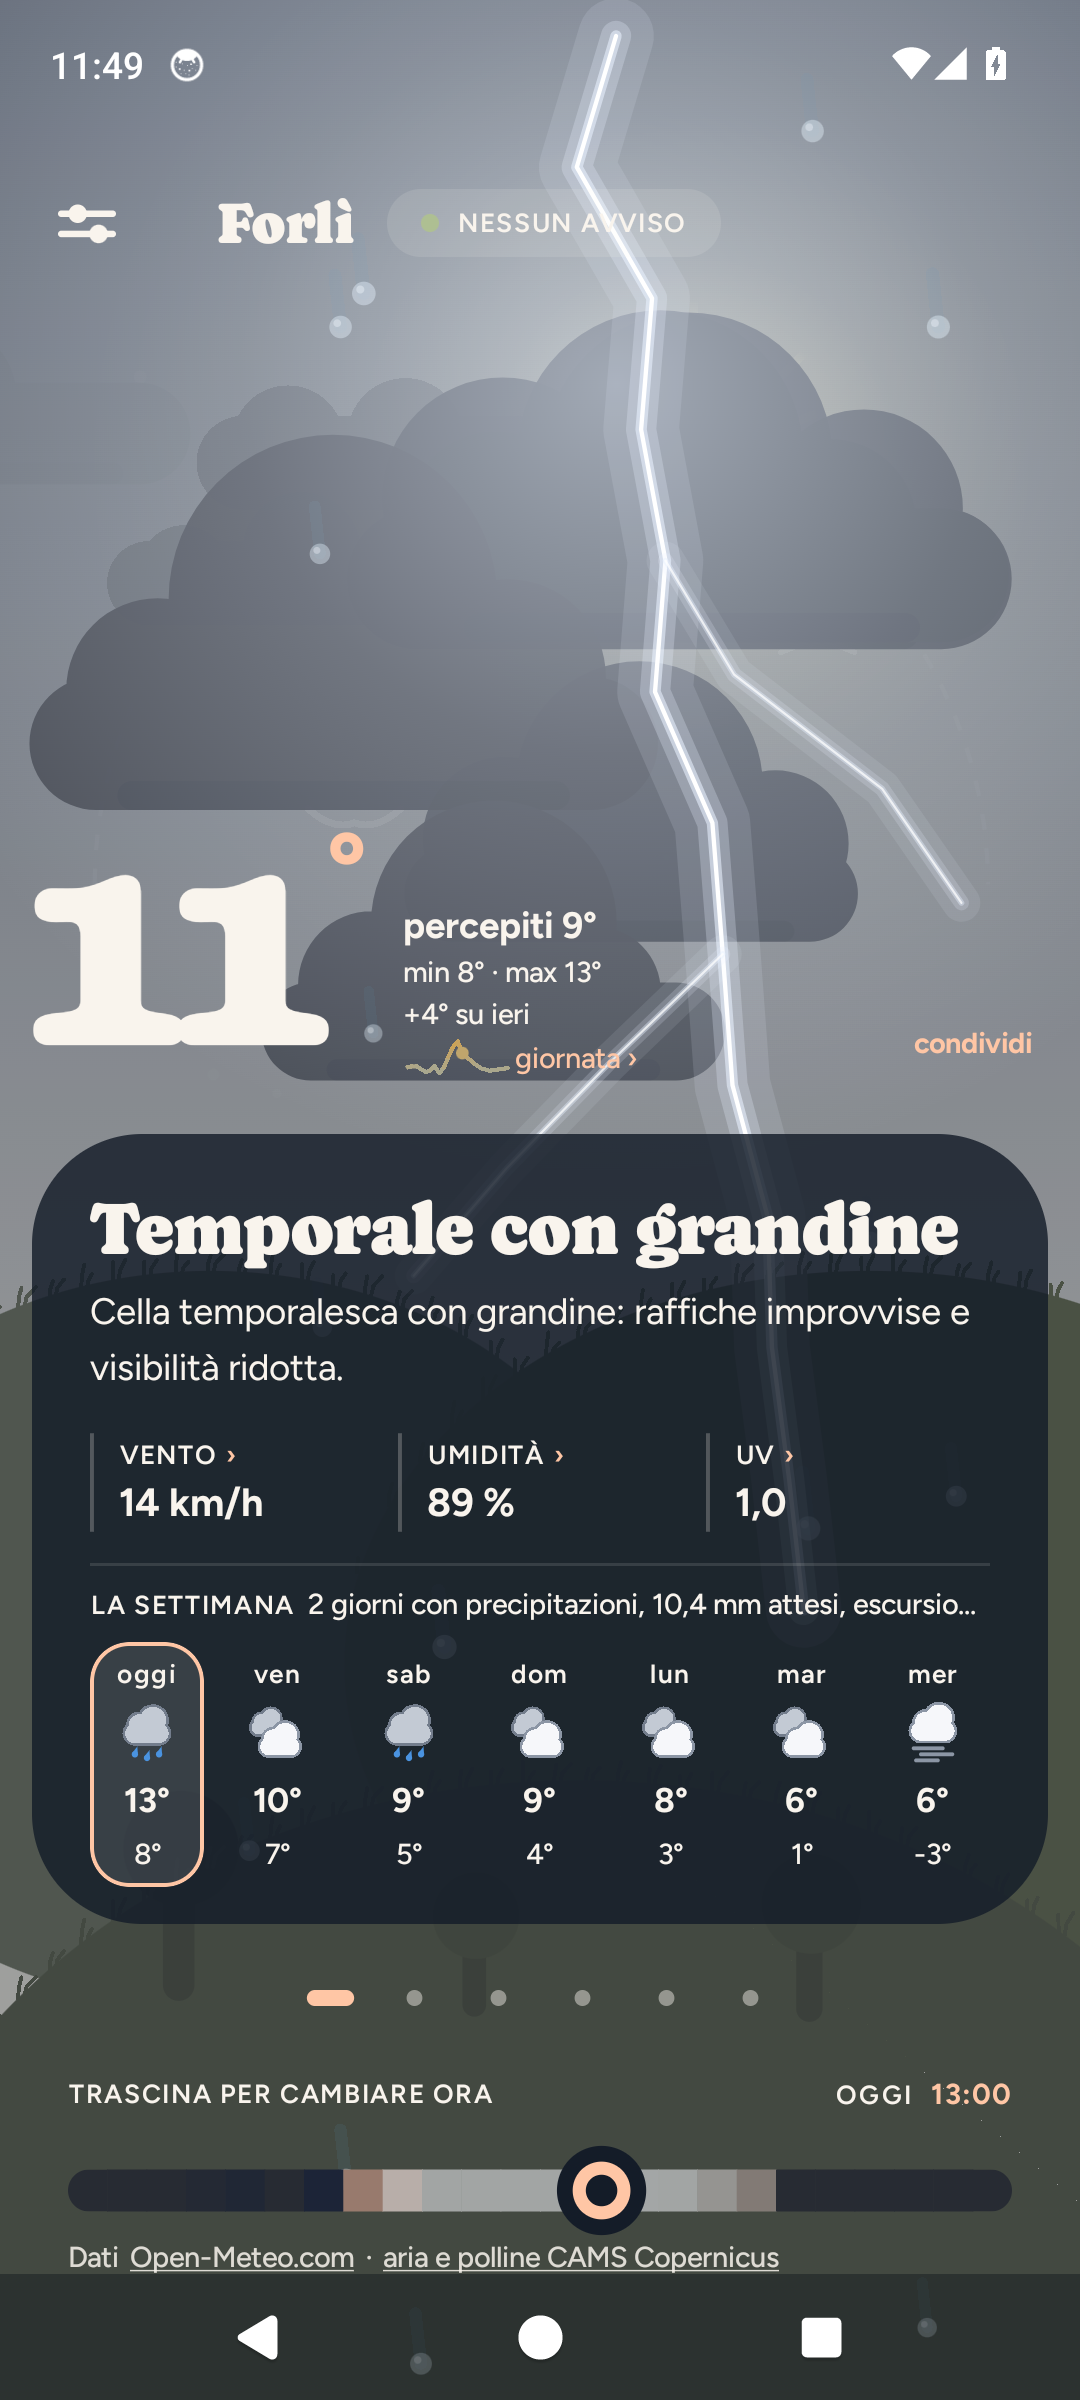 11:49
Forlì NESSUN AVVISO
11°
percepiti 9°
min 8° · max 13°
+4° su ieri
giornata ›
condividi
Temporale con grandine
Cella temporalesca con grandine: raffiche improvvise e
visibilità ridotta.
VENTO › UMIDITÀ › UV ›
14 km/h 89 % 1,0
LA SETTIMANA 2 giorni con precipitazioni, 10,4 mm attesi, escursio...
oggi ven sab dom lun mar mer
13° 10° 9° 9° 8° 6° 6°
8° 7° 5° 4° 3° 1° -3°
TRASCINA PER CAMBIARE ORA OGGI 13:00
Dati Open-Meteo.com · aria e polline CAMS Copernicus